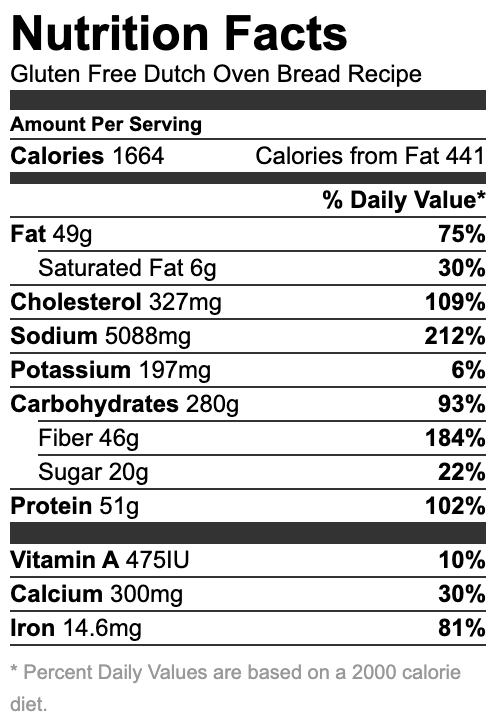 Nutrition Facts
Gluten Free Dutch Oven Bread Recipe
Amount Per Serving
Calories 1664 Calories from Fat 441
% Daily Value*
Fat 49g 75%
Saturated Fat 6g 30%
Cholesterol 327mg 109%
Sodium 5088mg 212%
Potassium 197mg 6%
Carbohydrates 280g 93%
Fiber 46g 184%
Sugar 20g 22%
Protein 51g 102%
Vitamin A 475IU 10%
Calcium 300mg 30%
Iron 14.6mg 81%
* Percent Daily Values are based on a 2000 calorie
diet.